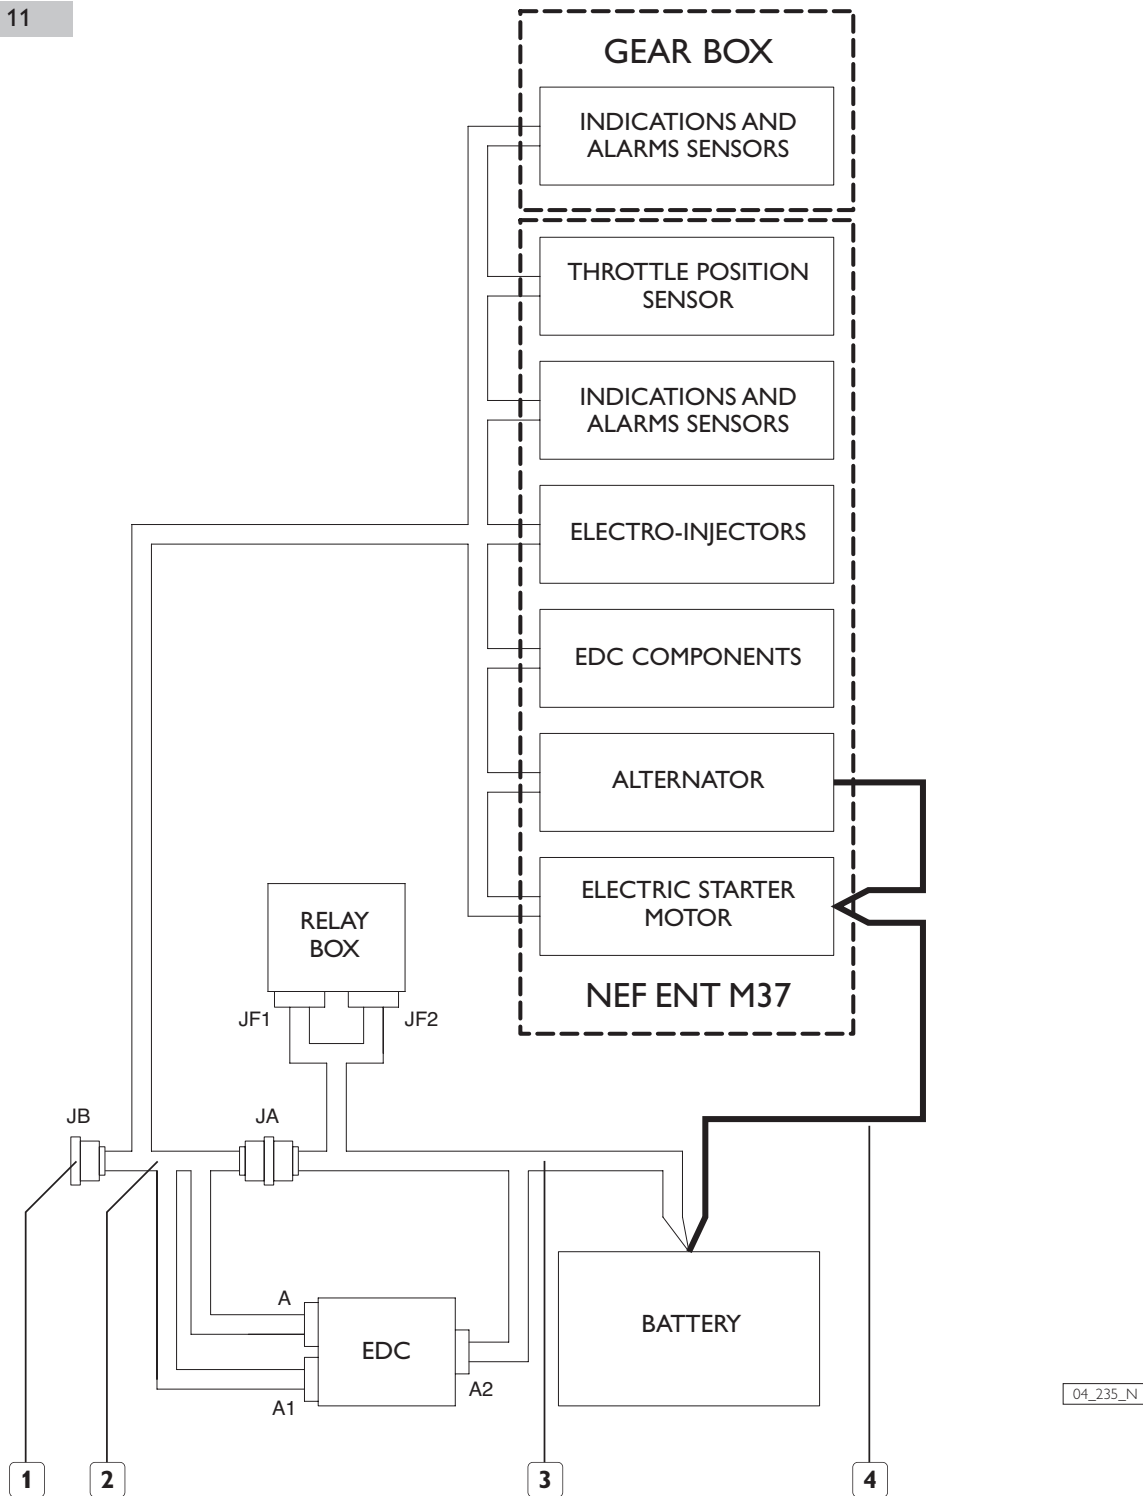 11
GEAR BOX
INDICATIONS AND
ALARMS SENSORS
THROTTLE POSITION
SENSOR
INDICATIONS AND
ALARMS SENSORS
ELECTRO-INJECTORS
EDC COMPONENTS
ALTERNATOR
ELECTRIC STARTER
MOTOR
NEF ENT M37
RELAY
BOX
JF1
JF2
JB
JA
A
EDC
A1
A2
BATTERY
04_235_N
1
2
3
4